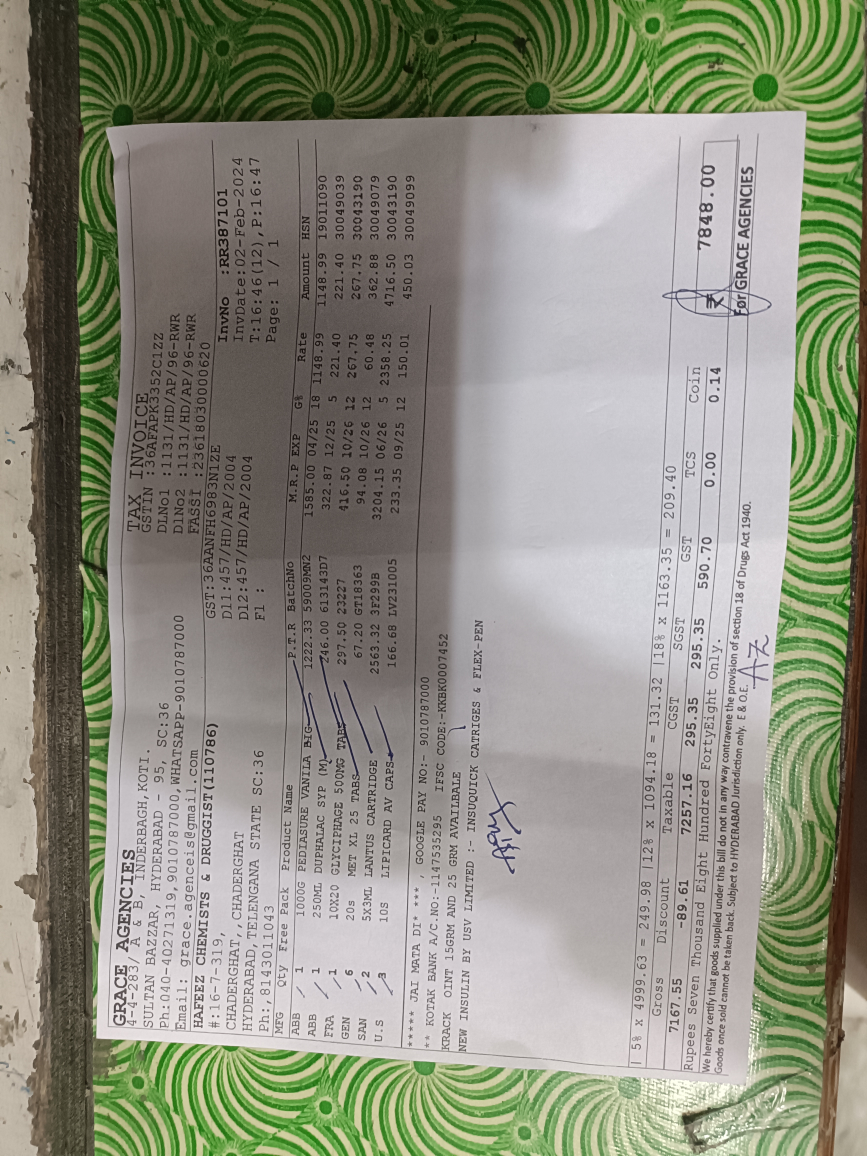 TAX INVOICE
GRACE AGENCIES
4-4-283/ A & B, INDERBAGH,KOTI.
SULTAN BAZZAR, HYDERABAD - 95, SC:36
Ph:040-40271319,9010787000,WHATSAPP-9010787000
Email: grace.agenceis@gmail.com
GSTIN :36AFAPK3352C1ZZ
DLNo1 :1131/HD/AP/96-RWR
DlNo2 :1131/HD/AP/96-RWR
FASSI :23618030000620
HAFEEZ CHEMISTS & DRUGGIST(110786)
#:16-7-319,
CHADERGHAT,,CHADERGHAT
HYDERABAD,TELENGANA STATE SC:36
Ph:,8143011043
GST:36AANFH6983N1ZE
Dl1:457/HD/AP/2004
Dl2:457/HD/AP/2004
Fl :
InvNo :RR387101
InvDate:02-Feb-2024
T:16:46(12),P:16:47
Page: 1 / 1
MFG Qty Free Pack Product Name P.T.R BatchNo M.R.P EXP G% Rate Amount HSN
ABB 1 1000G PEDIASURE VANILA BIG 1222.33 59009MN2 1585.00 04/25 18 1148.99 1148.99 19011090
ABB 1 250ML DUPHALAC SYP (M) 246.00 613143D7 322.87 12/25 5 221.40 221.40 30049039
FRA 1 10X20 GLYCIPHAGE 500MG TABS 297.50 23227 416.50 10/26 12 267.75 267.75 30043190
GEN 6 20s MET XL 25 TABS 67.20 GT18363 94.08 10/26 12 60.48 362.88 30049079
SAN 2 5X3ML LANTUS CARTRIDGE 2563.32 3F299B 3204.15 06/26 5 2358.25 4716.50 30043190
U.S 3 10S LIPICARD AV CAPS 166.68 LV231005 233.35 09/25 12 150.01 450.03 30049099
***** JAI MATA DI* *** , GOOGLE PAY NO:- 9010787000
** KOTAK BANK A/C.NO:-1147535295 IFSC CODE:-KKBK0007452
KRACK OINT 15GRM AND 25 GRM AVAILBALE
NEW INSULIN BY USV LIMITED :- INSUQUICK CATRIGES & FLEX-PEN
| 5% x 4999.63 = 249.98 |12% x 1094.18 = 131.32 |18% x 1163.35 = 209.40
Gross Discount Taxable CGST SGST GST TCS Coin
7167.55 -89.61 7257.16 295.35 295.35 590.70 0.00 0.14 ₹ 7848.00
Rupees Seven Thousand Eight Hundred FortyEight Only.
We hereby certify that goods supplied under this bill do not in any way contravene the provision of section 18 of Drugs Act 1940.
Goods once sold cannot be taken back. Subject to HYDERABAD Jurisdiction only. E & O.E.
For GRACE AGENCIES